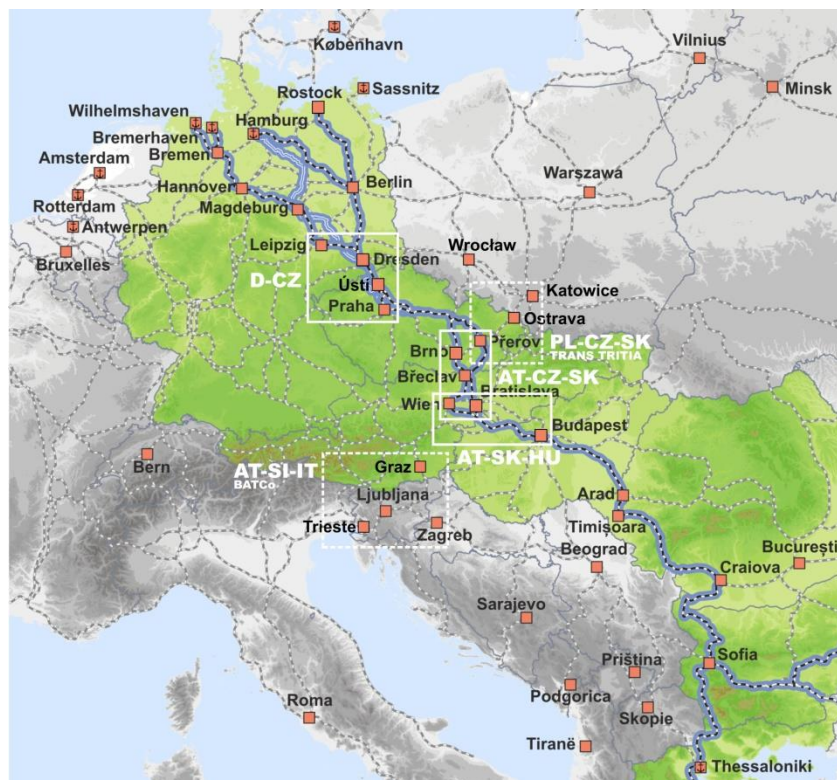 København
Vilnius
Sassnitz
Rostock
Minsk
Wilhelmshaven
Hamburg
Bremerhaven
Bremen
Amsterdam
Warszawa
Hannover
Berlin
Rotterdam
Magdeburg
Antwerpen
Leipzig
Wrocław
Bruxelles
Dresden
D-CZ
Ústí
Katowice
Praha
Ostrava
Přerov
PL-CZ-SK
TRANS TRITIA
Brno
Břeclav
AT-CZ-SK
Bratislava
Wien
Budapest
AT-SK-HU
Bern
AT-SI-IT
BATCo
Graz
Ljubljana
Arad
Trieste
Zagreb
Timișoara
Beograd
București
Craiova
Sarajevo
Sofia
Priština
Podgorica
Roma
Skopie
Tiranë
Thessaloniki